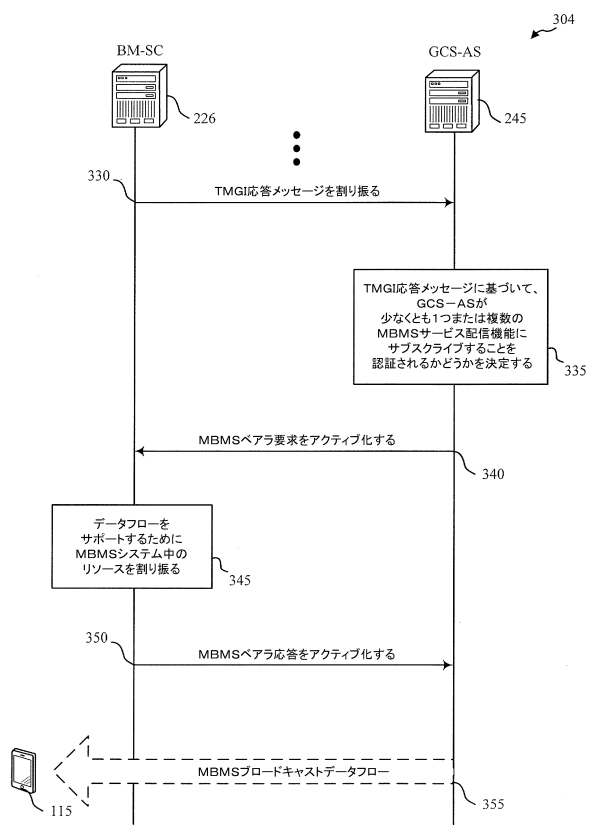 304
BM-SC
GCS-AS
226
245
330
TMGI応答メッセージを割り振る
TMGI応答メッセージに基づいて、
GCS－ASが
少なくとも1つまたは複数の
MBMSサービス配信機能に
サブスクライブすることを
認証されるかどうかを決定する
335
MBMSベアラ要求をアクティブ化する
340
データフローを
サポートするために
MBMSシステム中の
リソースを割り振る
345
350
MBMSベアラ応答をアクティブ化する
MBMSブロードキャストデータフロー
115
355